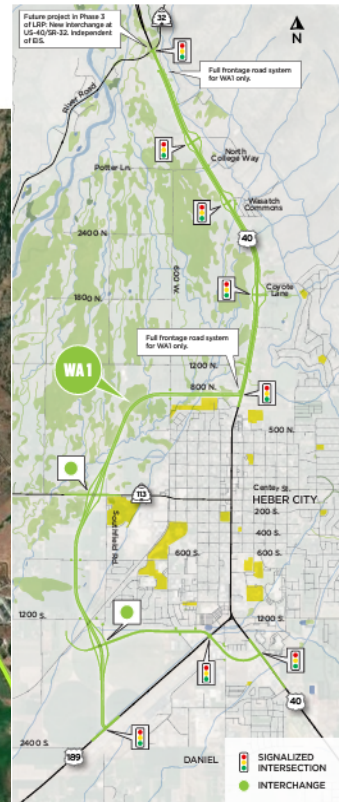 Future project in Phase 3
of LRP: New Interchange at
US-40/SR-32. Independent
of EIS.
32
N
Full frontage road system
for WA1 only.
River Road
North
College Way
Potter Ln
Wasatch
Commons
2400 N.
40
600 W.
Coyote
Lane
1800 N.
Full frontage road system
for WA1 only.
1200 N.
WA1
800 N.
500 N.
Center St.
HEBER CITY
113
200 S.
400 S.
Southfield Rd.
600 S.
600 S.
1200 S.
1200 S.
40
2400 S.
189
DANIEL
SIGNALIZED
INTERSECTION
INTERCHANGE